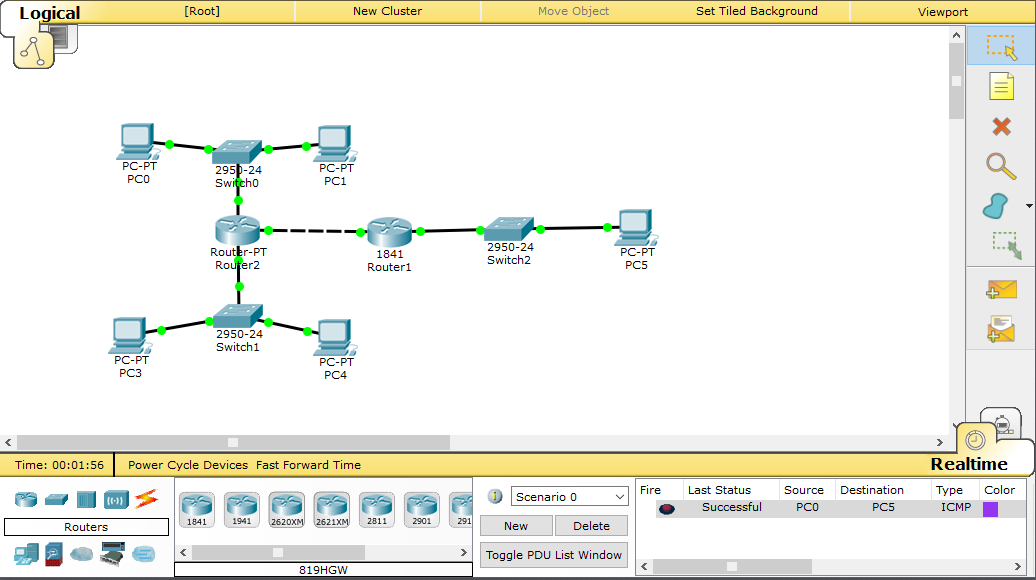 Logical
[Root]
New Cluster
Move Object
Set Tiled Background
Viewport
PC-PT
PC0
2950-24
Switch0
PC-PT
PC1
Router-PT
Router2
1841
Router1
2950-24
Switch2
PC-PT
PC5
2950-24
Switch1
PC-PT
PC3
PC-PT
PC4
Time: 00:01:56
Power Cycle Devices Fast Forward Time
Realtime
Routers
1841
1941
2620XM
2621XM
2811
2901
291
819HGW
Scenario 0
New
Delete
Toggle PDU List Window
Fire Last Status Source Destination Type Color
Successful PC0 PC5 ICMP